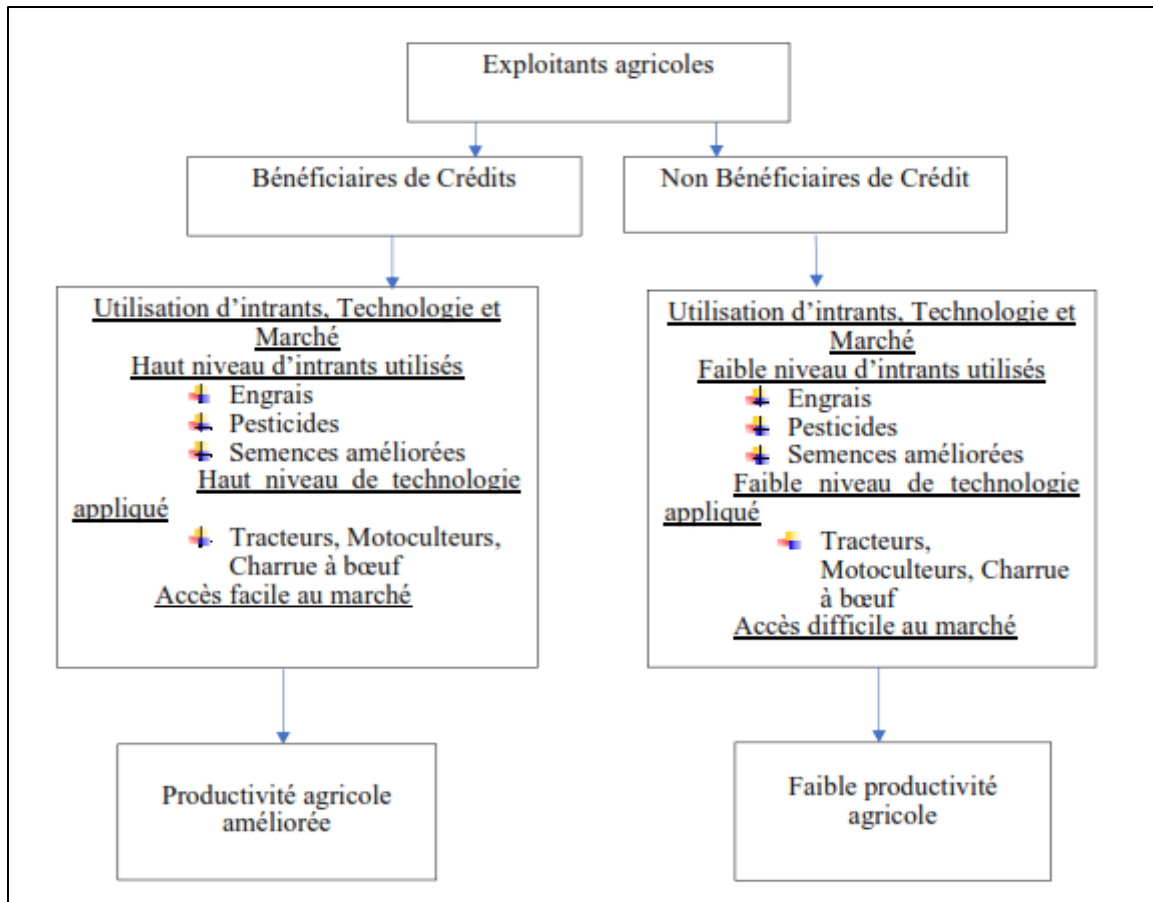 Exploitants agricoles
Bénéficiaires de Crédits
Non Bénéficiaires de Crédit
Utilisation d'intrants, Technologie et
Marché
Haut niveau d'intrants utilisés
Engrais
Pesticides
Semences améliorées
Haut niveau de technologie
appliqué
Tracteurs, Motoculteurs,
Charrue à bœuf
Accès facile au marché
Utilisation d'intrants, Technologie et
Marché
Faible niveau d'intrants utilisés
Engrais
Pesticides
Semences améliorées
Faible niveau de technologie
appliqué
Tracteurs,
Motoculteurs, Charrue
à bœuf
Accès difficile au marché
Productivité agricole
améliorée
Faible productivité
agricole